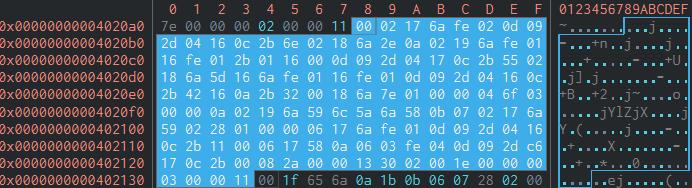 0 1 2 3 4 5 6 7 8 9 A B C D E F 0123456789ABCDEF
0x00000000004020a0 7e 00 00 00 02 00 00 11 00 02 17 6a fe 02 0d 09 ~..........j....
0x00000000004020b0 2d 04 16 0c 2b 6e 02 18 6a 2e 0a 02 19 6a fe 01 -...+n..j....j..
0x00000000004020c0 16 fe 01 2b 01 16 00 0d 09 2d 04 17 0c 2b 55 02 ...+.....-...+U.
0x00000000004020d0 18 6a 5d 16 6a fe 01 16 fe 01 0d 09 2d 04 16 0c .j].j.......-...
0x00000000004020e0 2b 42 16 0a 2b 32 00 18 6a 7e 01 00 00 04 6f 03 +B..+2..j~....o.
0x00000000004020f0 00 00 0a 02 19 6a 59 6c 5a 6a 58 0b 07 02 17 6a .....jYlZjX....j
0x0000000000402100 59 02 28 01 00 00 06 17 6a fe 01 0d 09 2d 04 16 Y.(.....j....-..
0x0000000000402110 0c 2b 11 00 06 17 58 0a 06 03 fe 04 0d 09 2d c6 .+....X.......-.
0x0000000000402120 17 0c 2b 00 08 2a 00 00 13 30 02 00 1e 00 00 00 ..+..*...0......
0x0000000000402130 03 00 00 11 00 1f 65 6a 0a 1b 0b 06 07 28 02 00 ......ej.....(..